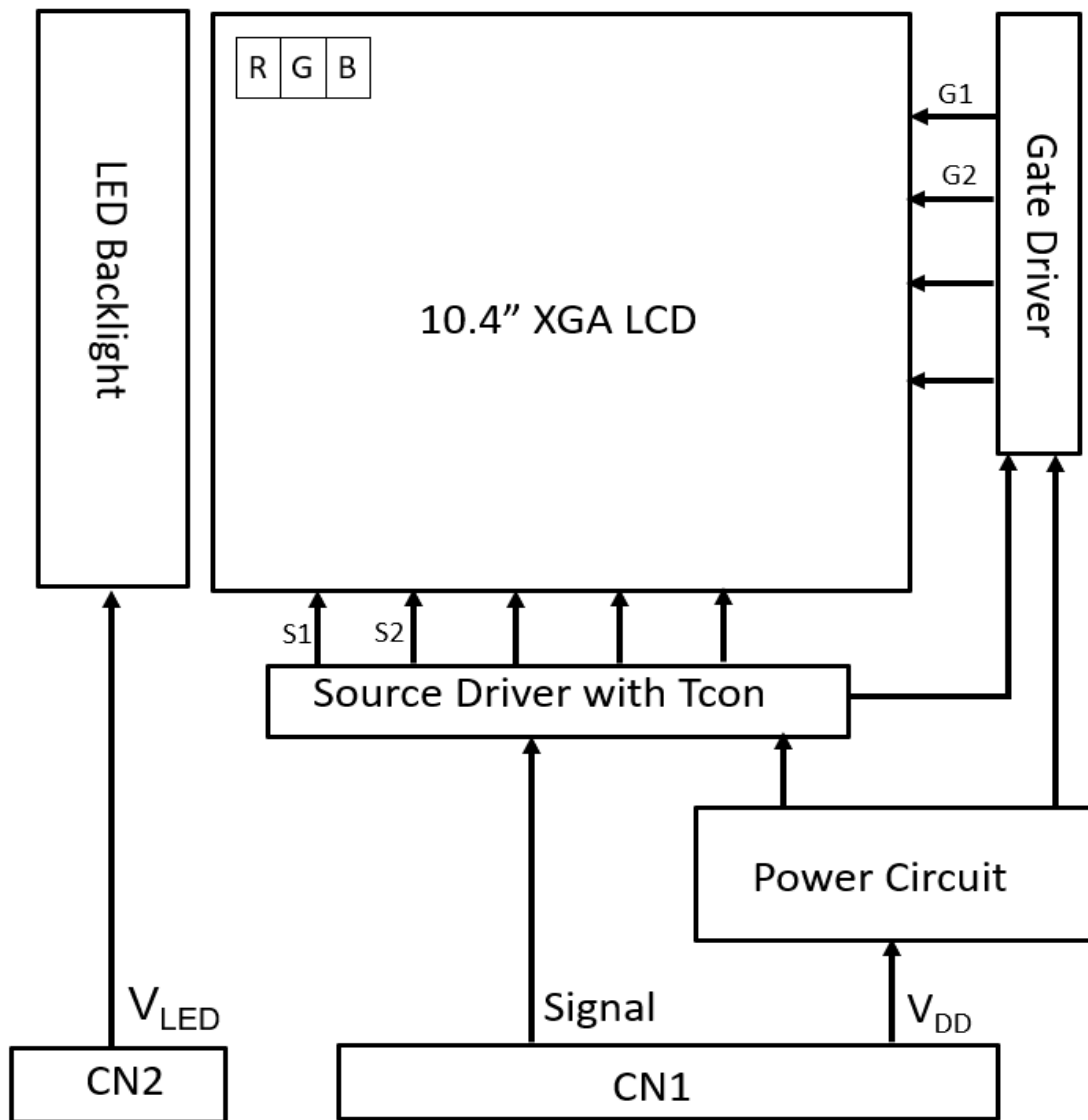 R G B
G1
G2
Gate Driver
LED Backlight
10.4” XGA LCD
S1
S2
Source Driver with Tcon
Power Circuit
VLED
Signal
VDD
CN2
CN1